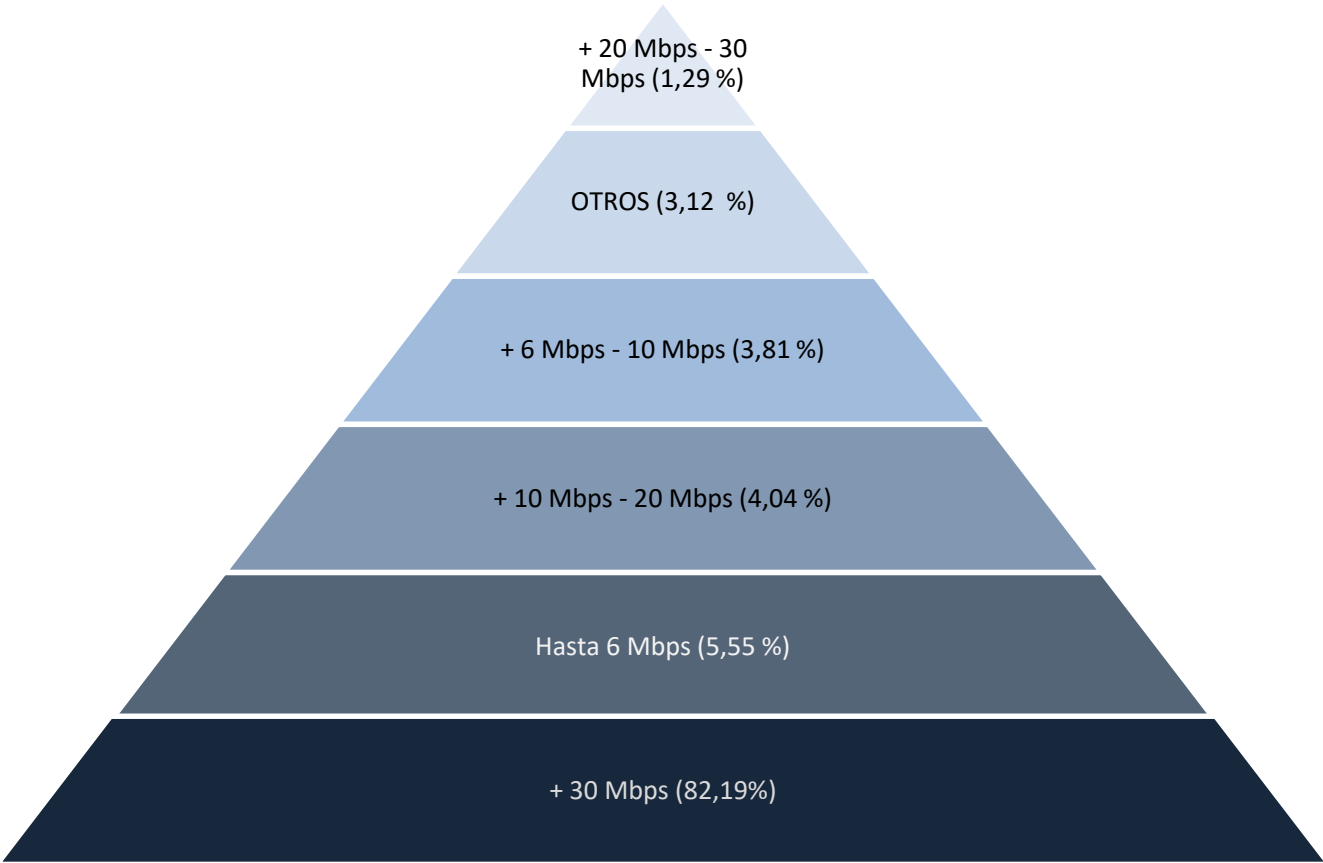 + 20 Mbps - 30
Mbps (1,29 %)
OTROS (3,12  %)
+ 6 Mbps - 10 Mbps (3,81 %)
+ 10 Mbps - 20 Mbps (4,04 %)
Hasta 6 Mbps (5,55 %)
+ 30 Mbps (82,19%)